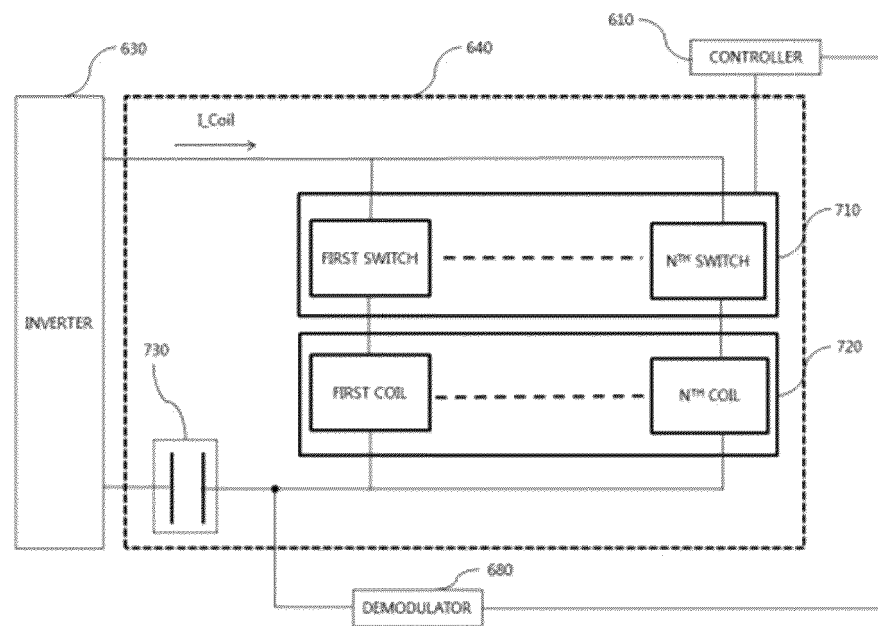 610
630
640
CONTROLLER
I_Coil
710
FIRST SWITCH
NTH SWITCH
INVERTER
730
720
FIRST COIL
NTH COIL
680
DEMODULATOR